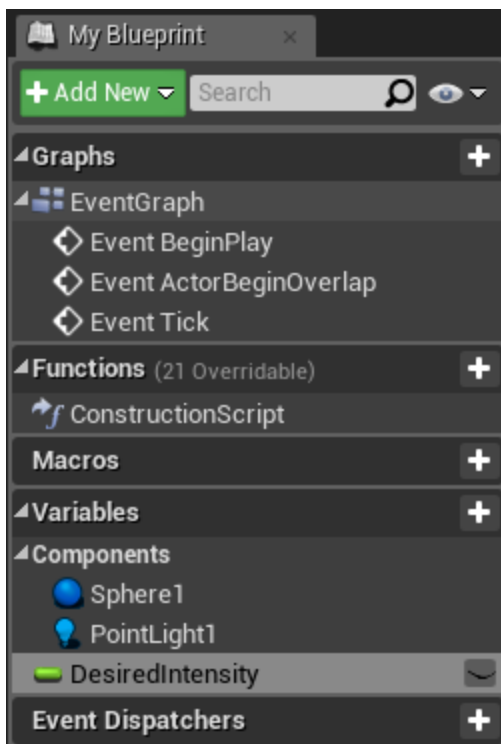 My Blueprint
Add New Search
Graphs
EventGraph
Event BeginPlay
Event ActorBeginOverlap
Event Tick
Functions (21 Overridable)
ConstructionScript
Macros
Variables
Components
Sphere1
PointLight1
DesiredIntensity
Event Dispatchers